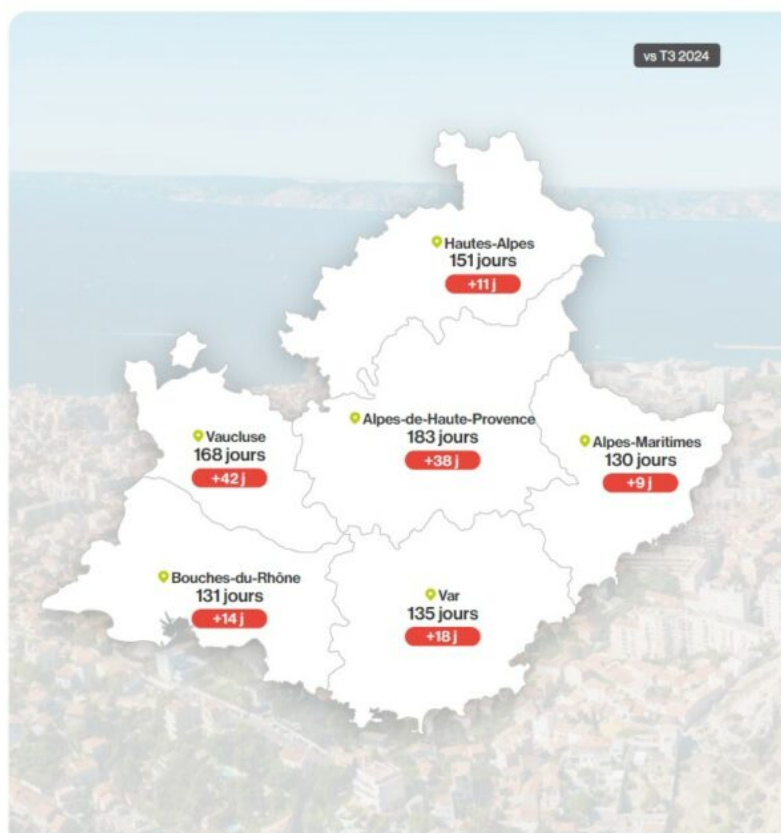 vs T3 2024
Hautes-Alpes
151 jours
+11 j
Alpes-de-Haute-Provence
183 jours
+38 j
Vaucluse
168 jours
+42 j
Alpes-Maritimes
130 jours
+9 j
Bouches-du-Rhône
131 jours
+14 j
Var
135 jours
+18 j